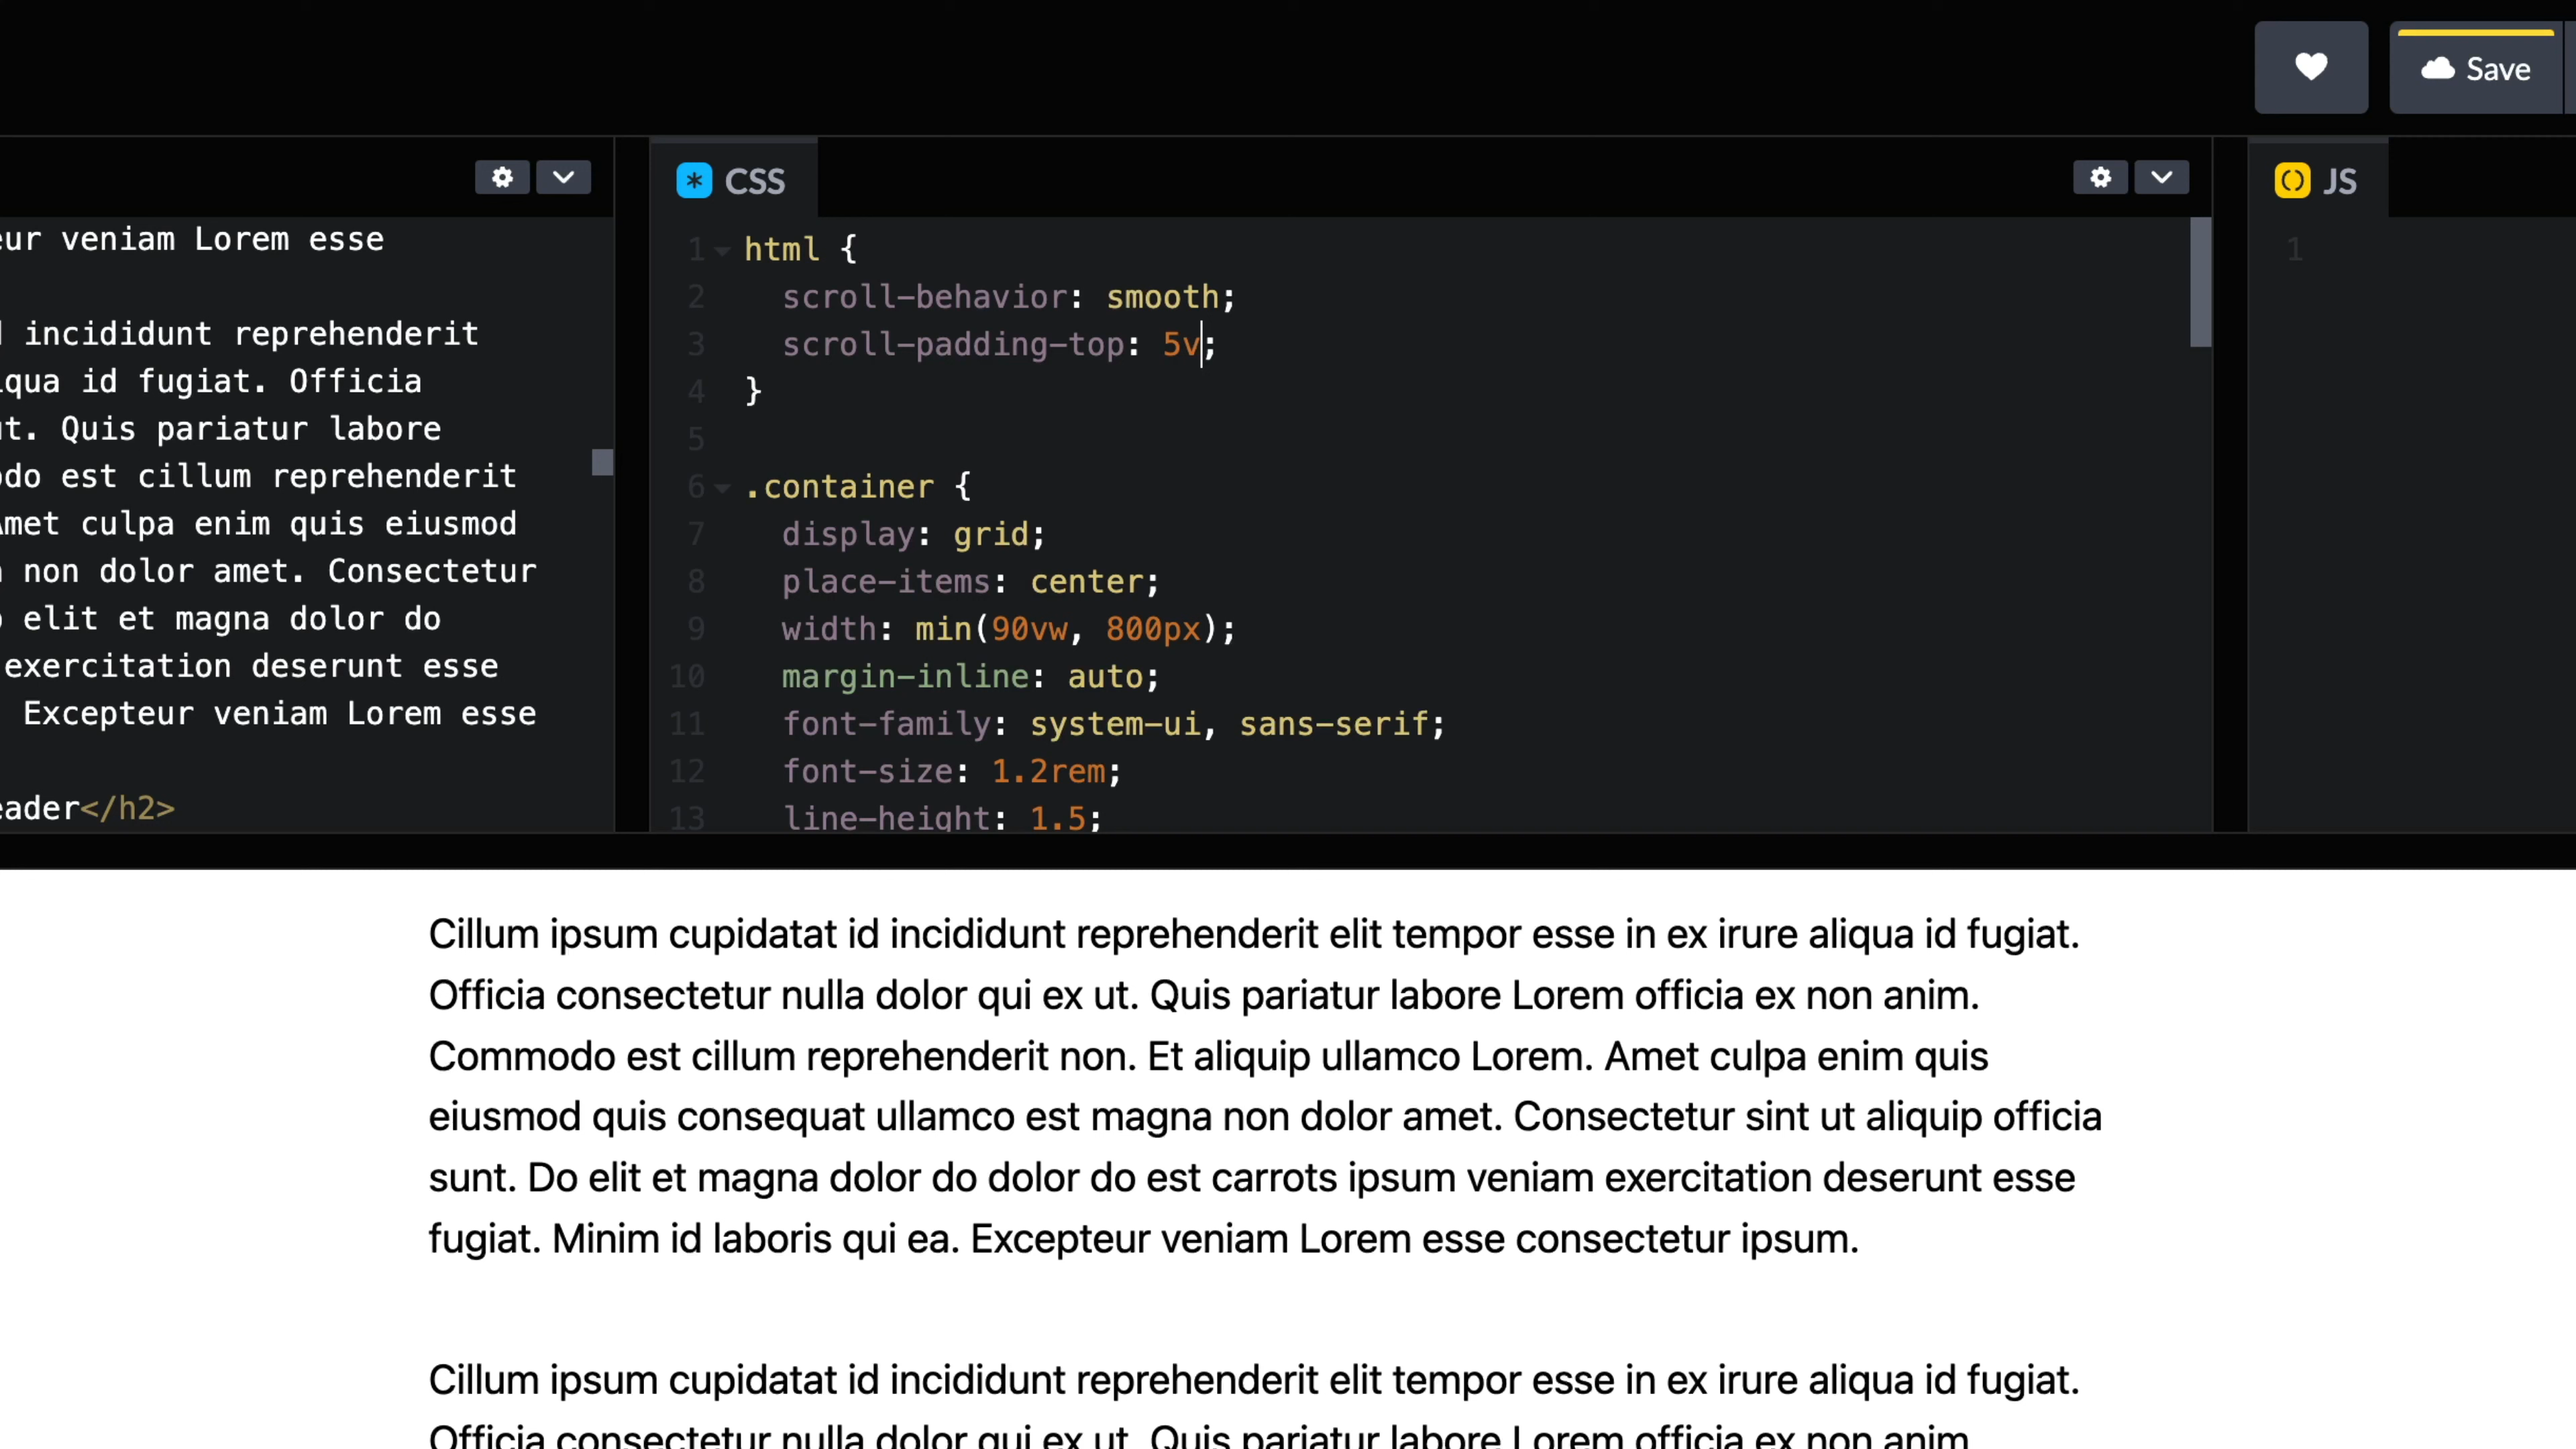 Save
CSS
JS
eur veniam Lorem esse
incididunt reprehenderit
iqua id fugiat. Officia
ut. Quis pariatur labore
odo est cillum reprehenderit
Amet culpa enim quis eiusmod
non dolor amet. Consectetur
elit et magna dolor do
exercitation deserunt esse
Excepteur veniam Lorem esse
eader</h2>
1 html {
2 scroll-behavior: smooth;
3 scroll-padding-top: 5v;
4 }
5
6 .container {
7 display: grid;
8 place-items: center;
9 width: min(90vw, 800px);
10 margin-inline: auto;
11 font-family: system-ui, sans-serif;
12 font-size: 1.2rem;
13 line-height: 1.5;
1
Cillum ipsum cupidatat id incididunt reprehenderit elit tempor esse in ex irure aliqua id fugiat.
Officia consectetur nulla dolor qui ex ut. Quis pariatur labore Lorem officia ex non anim.
Commodo est cillum reprehenderit non. Et aliquip ullamco Lorem. Amet culpa enim quis
eiusmod quis consequat ullamco est magna non dolor amet. Consectetur sint ut aliquip officia
sunt. Do elit et magna dolor do dolor do est carrots ipsum veniam exercitation deserunt esse
fugiat. Minim id laboris qui ea. Excepteur veniam Lorem esse consectetur ipsum.
Cillum ipsum cupidatat id incididunt reprehenderit elit tempor esse in ex irure aliqua id fugiat.
Officia consectetur nulla dolor qui ex ut. Quis pariatur labore Lorem officia ex non anim.